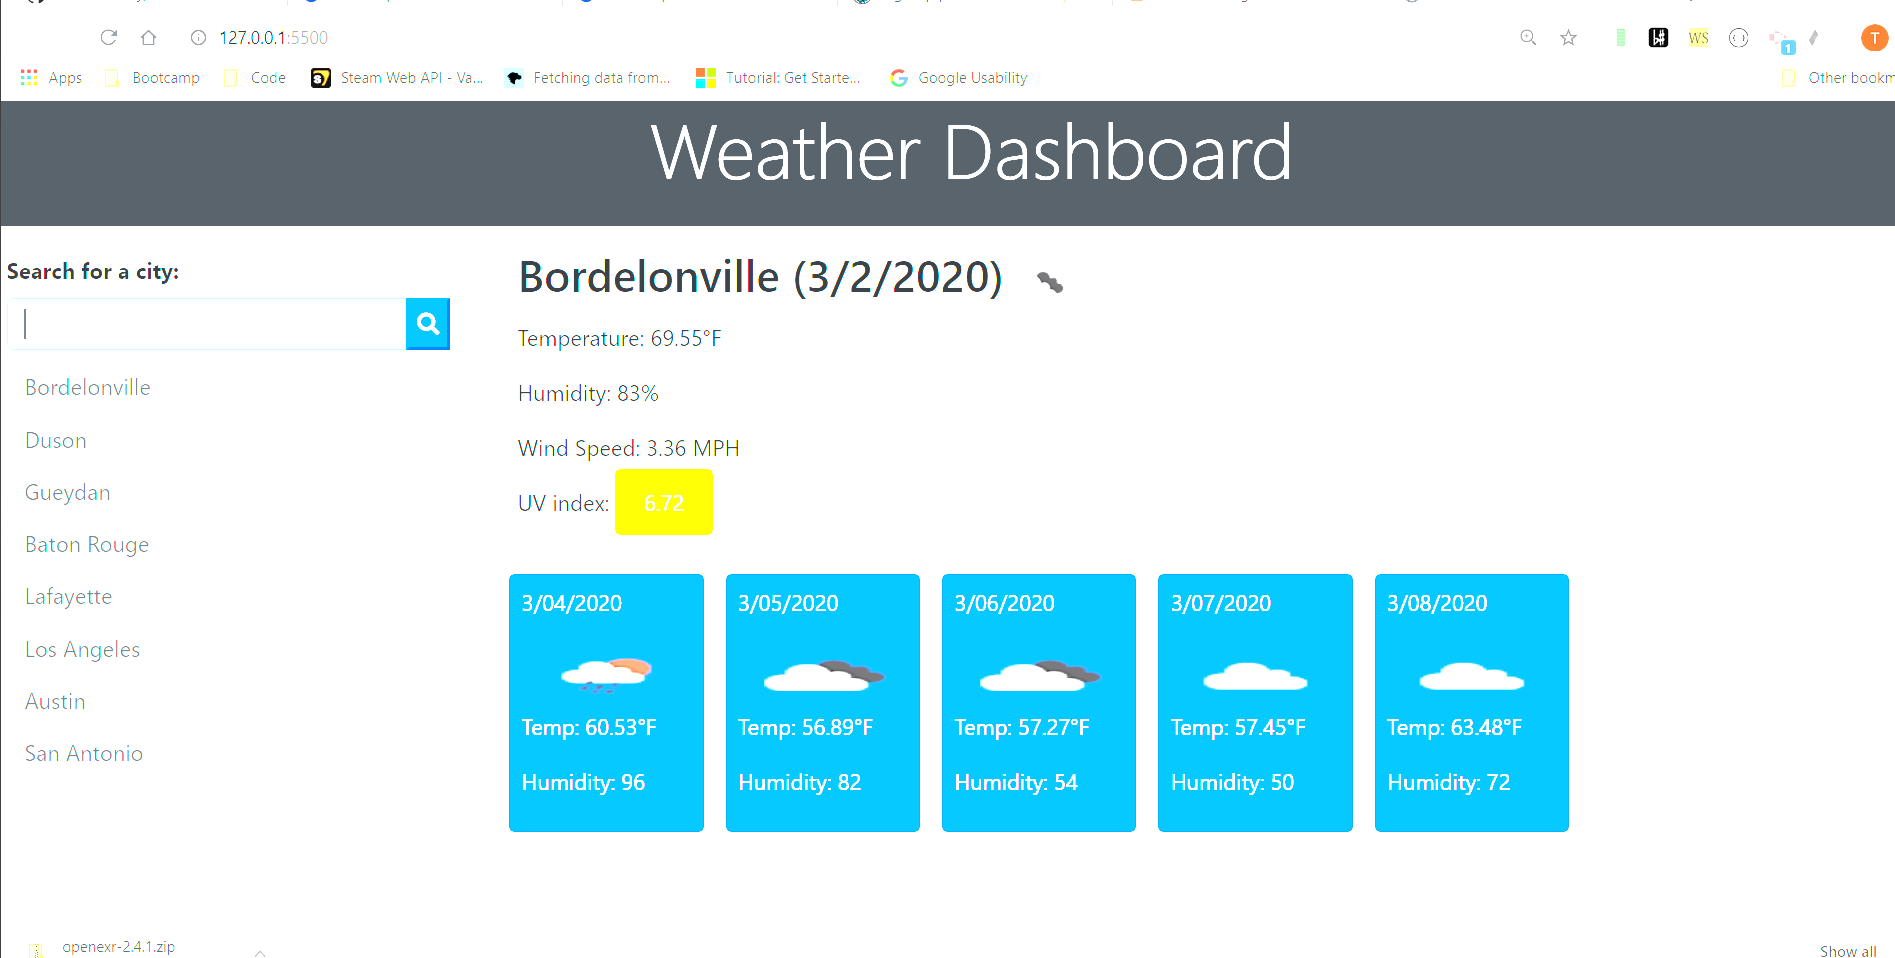 127.0.0.1:5500
WS
1
T
Apps Bootcamp Code Steam Web API - Va... Fetching data from... Tutorial: Get Starte... Google Usability Other bookm
Weather Dashboard
Search for a city:
Bordelonville
Duson
Gueydan
Baton Rouge
Lafayette
Los Angeles
Austin
San Antonio
Bordelonville (3/2/2020)
Temperature: 69.55°F
Humidity: 83%
Wind Speed: 3.36 MPH
UV index: 6.72
3/04/2020
Temp: 60.53°F
Humidity: 96
3/05/2020
Temp: 56.89°F
Humidity: 82
3/06/2020
Temp: 57.27°F
Humidity: 54
3/07/2020
Temp: 57.45°F
Humidity: 50
3/08/2020
Temp: 63.48°F
Humidity: 72
openexr-2.4.1.zip
Show all